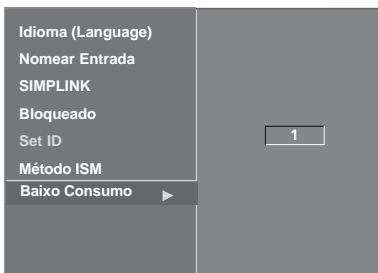 Idioma (Language)
Nomear Entrada
SIMPLINK
Bloqueado
Set ID
1
Método ISM
Baixo Consumo ►